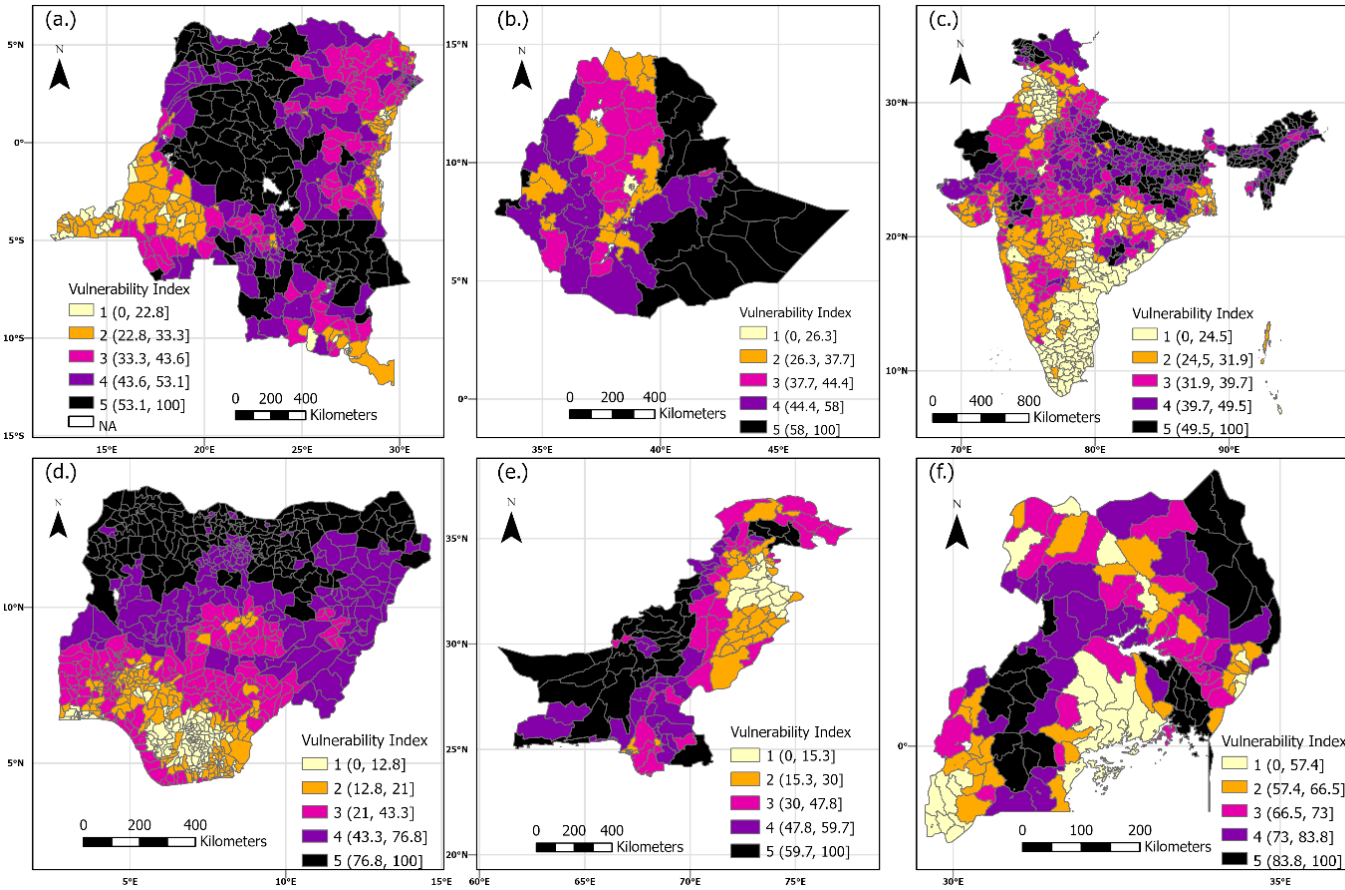 (a.)
N
5°N
0°
5°S
10°S
15°S
15°E
20°E
25°E
30°E
Vulnerability Index
1 (0, 22.8]
2 (22.8, 33.3]
3 (33.3, 43.6]
4 (43.6, 53.1]
5 (53.1, 100]
NA
0 200 400
Kilometers
(b.)
N
15°N
10°N
5°N
0°
35°E
40°E
45°E
Vulnerability Index
1 (0, 26.3]
2 (26.3, 37.7]
3 (37.7, 44.4]
4 (44.4, 58]
5 (58, 100]
0 200 400
Kilometers
(c.)
N
30°N
20°N
10°N
70°E
80°E
90°E
Vulnerability Index
1 (0, 24.5]
2 (24,5, 31.9]
3 (31.9, 39.7]
4 (39.7, 49.5]
5 (49.5, 100]
0 400 800
Kilometers
(d.)
N
10°N
5°N
5°E
10°E
15°E
Vulnerability Index
1 (0, 12.8]
2 (12.8, 21]
3 (21, 43.3]
4 (43.3, 76.8]
5 (76.8, 100]
0 200 400
Kilometers
(e.)
N
35°N
30°N
25°N
20°N
60°E
65°E
70°E
75°E
Vulnerability Index
1 (0, 15.3]
2 (15.3, 30]
3 (30, 47.8]
4 (47.8, 59.7]
5 (59.7, 100]
0 200 400
Kilometers
(f.)
N
0°
30°E
35°E
Vulnerability Index
1 (0, 57.4]
2 (57.4, 66.5]
3 (66.5, 73]
4 (73, 83.8]
5 (83.8, 100]
0 100 200
Kilometers